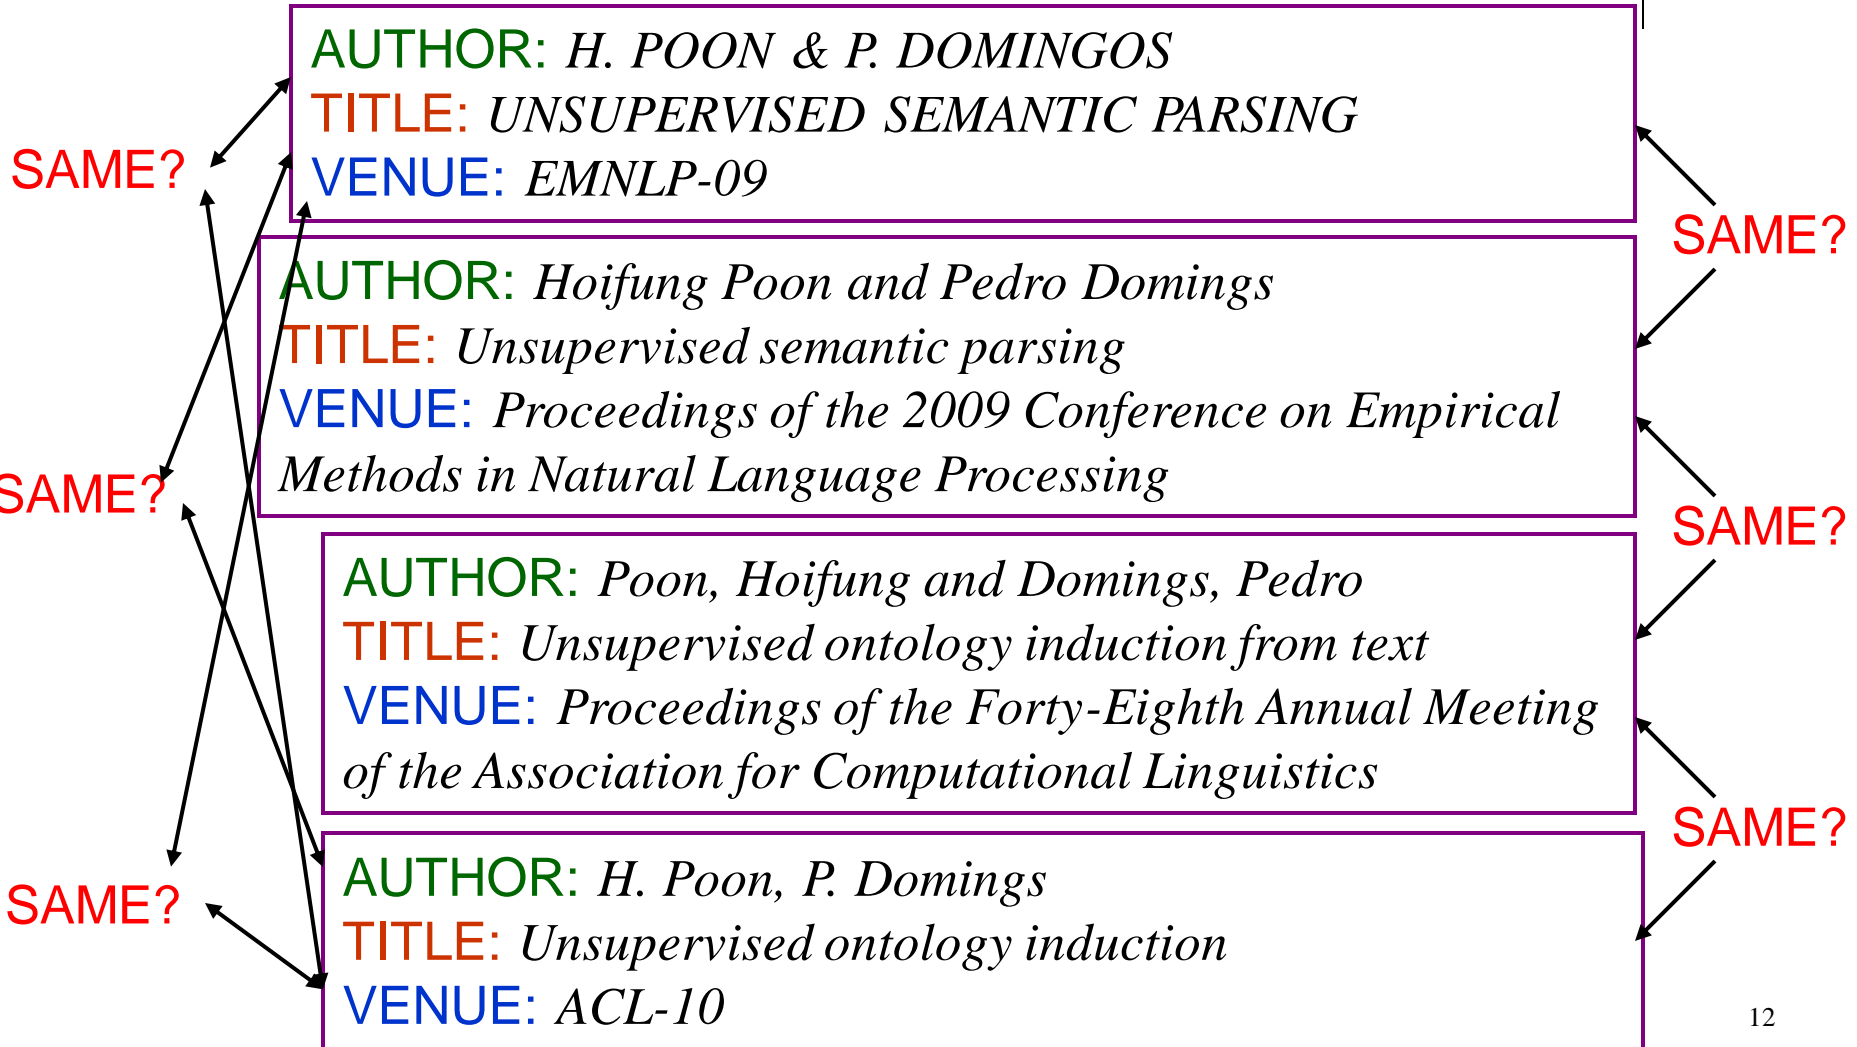 AUTHOR: H. POON & P. DOMINGOS
TITLE: UNSUPERVISED SEMANTIC PARSING
VENUE: EMNLP-09
SAME?
SAME?
AUTHOR: Hoifung Poon and Pedro Domings
TITLE: Unsupervised semantic parsing
VENUE: Proceedings of the 2009 Conference on Empirical
Methods in Natural Language Processing
SAME?
SAME?
AUTHOR: Poon, Hoifung and Domings, Pedro
TITLE: Unsupervised ontology induction from text
VENUE: Proceedings of the Forty-Eighth Annual Meeting
of the Association for Computational Linguistics
SAME?
SAME?
AUTHOR: H. Poon, P. Domings
TITLE: Unsupervised ontology induction
VENUE: ACL-10
12